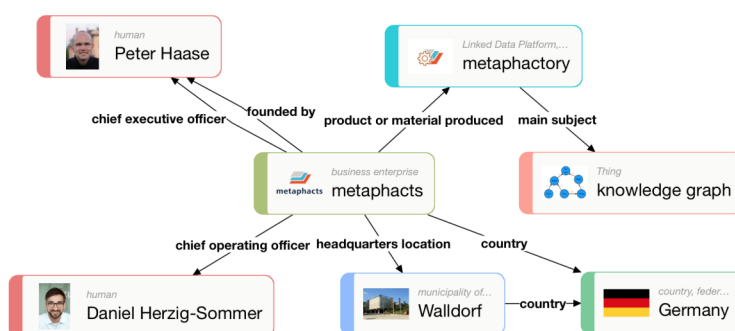 human
Peter Haase
Linked Data Platform,...
metaphactory
chief executive officer
founded by
product or material produced
main subject
business enterprise
metaphacts
metaphacts
Thing
knowledge graph
chief operating officer
headquarters location
country
human
Daniel Herzig-Sommer
municipality of...
Walldorf
country
country, feder...
Germany